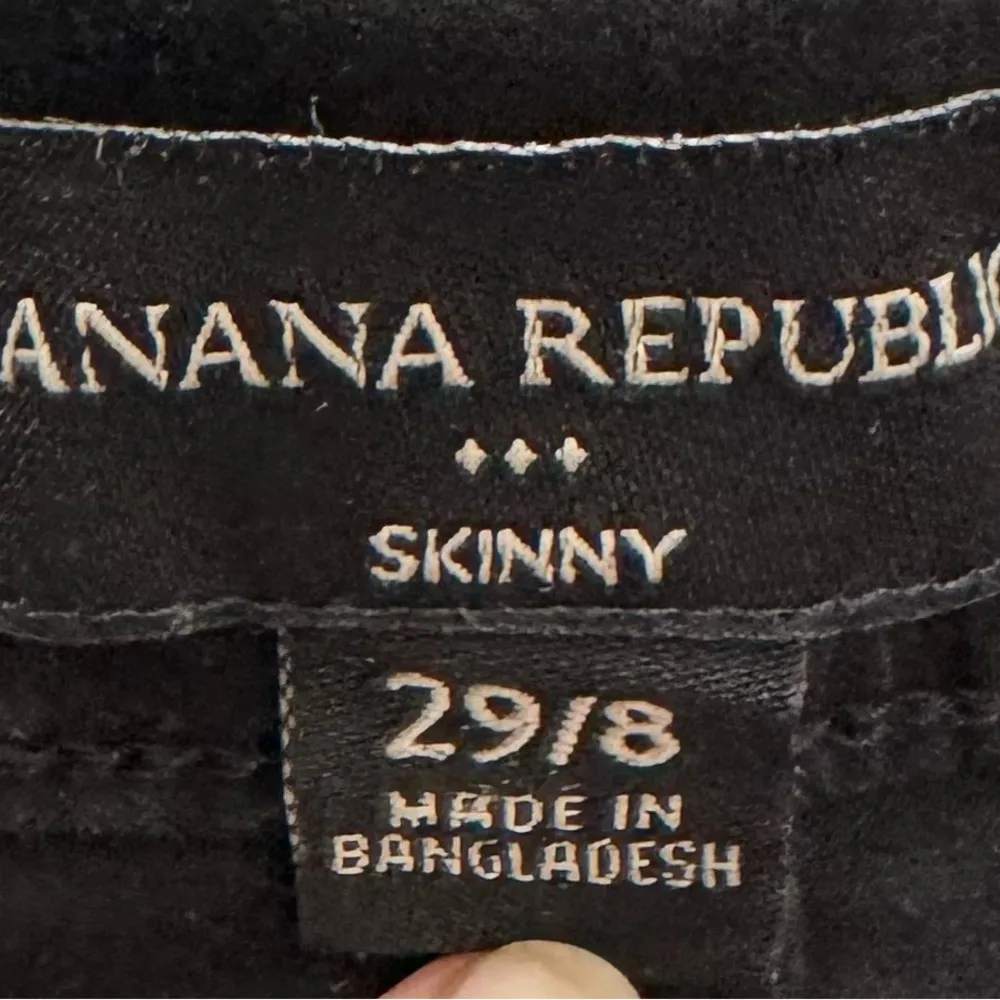 ANANA REPUBLI
SKINNY
29/8
MADE IN
BANGLADESH